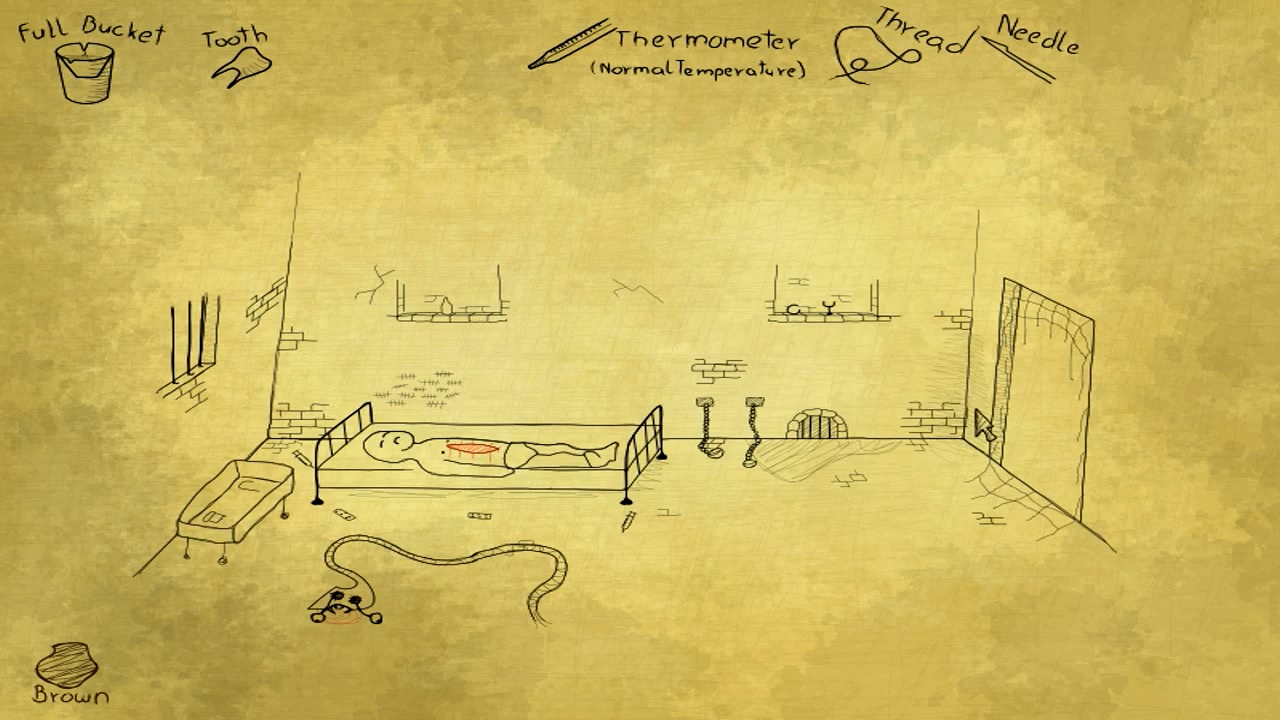 Full Bucket
Tooth
Thermometer
(Normal Temperature)
Thread
Needle
Brown